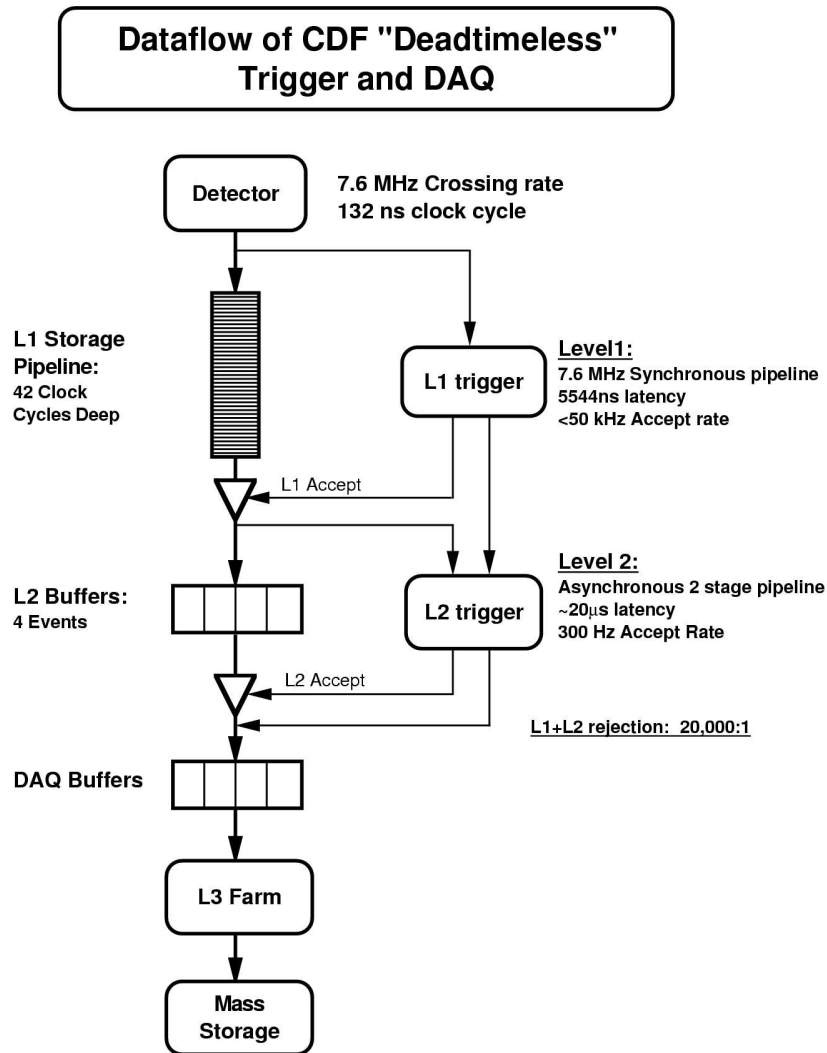 Dataflow of CDF "Deadtimeless"
Trigger and DAQ
Detector
7.6 MHz Crossing rate
132 ns clock cycle
L1 Storage
Pipeline:
42 Clock
Cycles Deep
L1 trigger
Level1:
7.6 MHz Synchronous pipeline
5544ns latency
<50 kHz Accept rate
L1 Accept
L2 Buffers:
4 Events
L2 trigger
Level 2:
Asynchronous 2 stage pipeline
~20μs latency
300 Hz Accept Rate
L2 Accept
L1+L2 rejection: 20,000:1
DAQ Buffers
L3 Farm
Mass
Storage